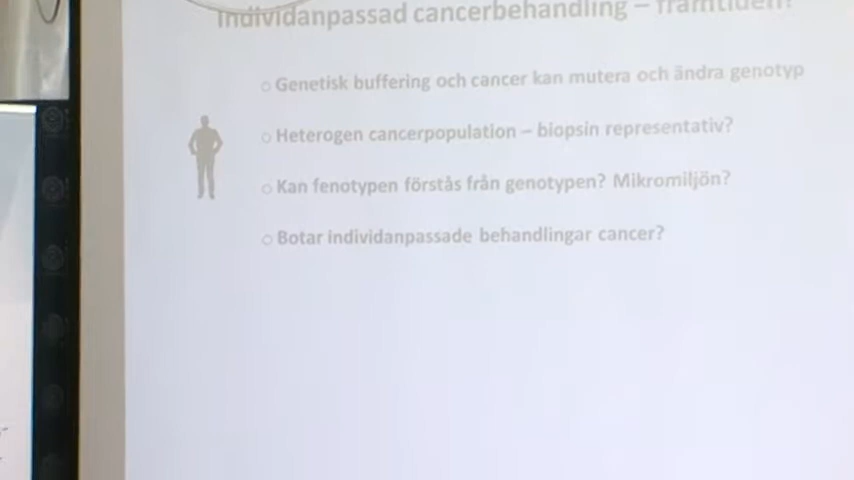 Individanpassad cancerbehandling – framtiden?
○ Genetisk buffering och cancer kan mutera och ändra genotyp
○ Heterogen cancerpopulation – biopsin representativ?
○ Kan fenotypen förstås från genotypen? Mikromiljön?
○ Botar individanpassade behandlingar cancer?